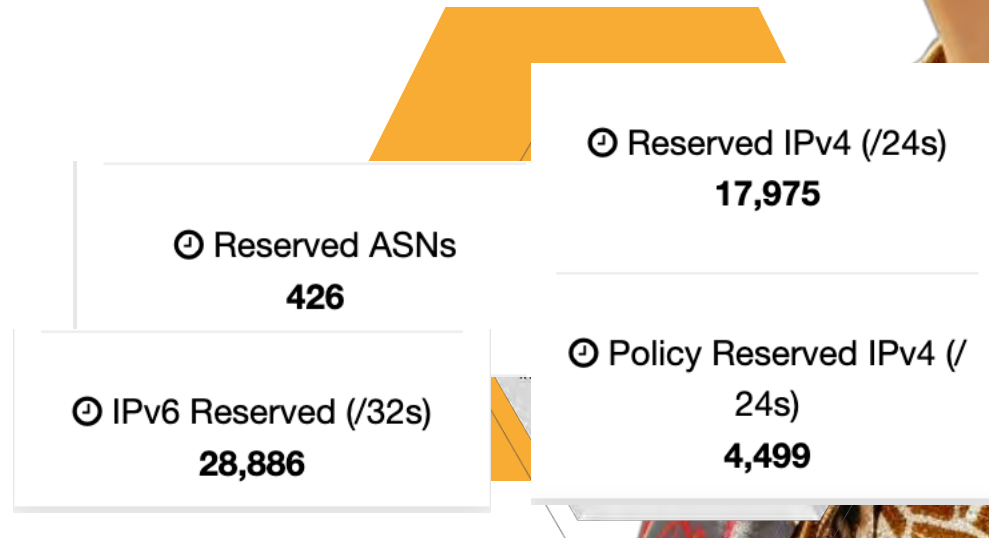 Reserved IPv4 (/24s)
17,975
Reserved ASNs
426
Policy Reserved IPv4 (/
24s)
4,499
IPv6 Reserved (/32s)
28,886